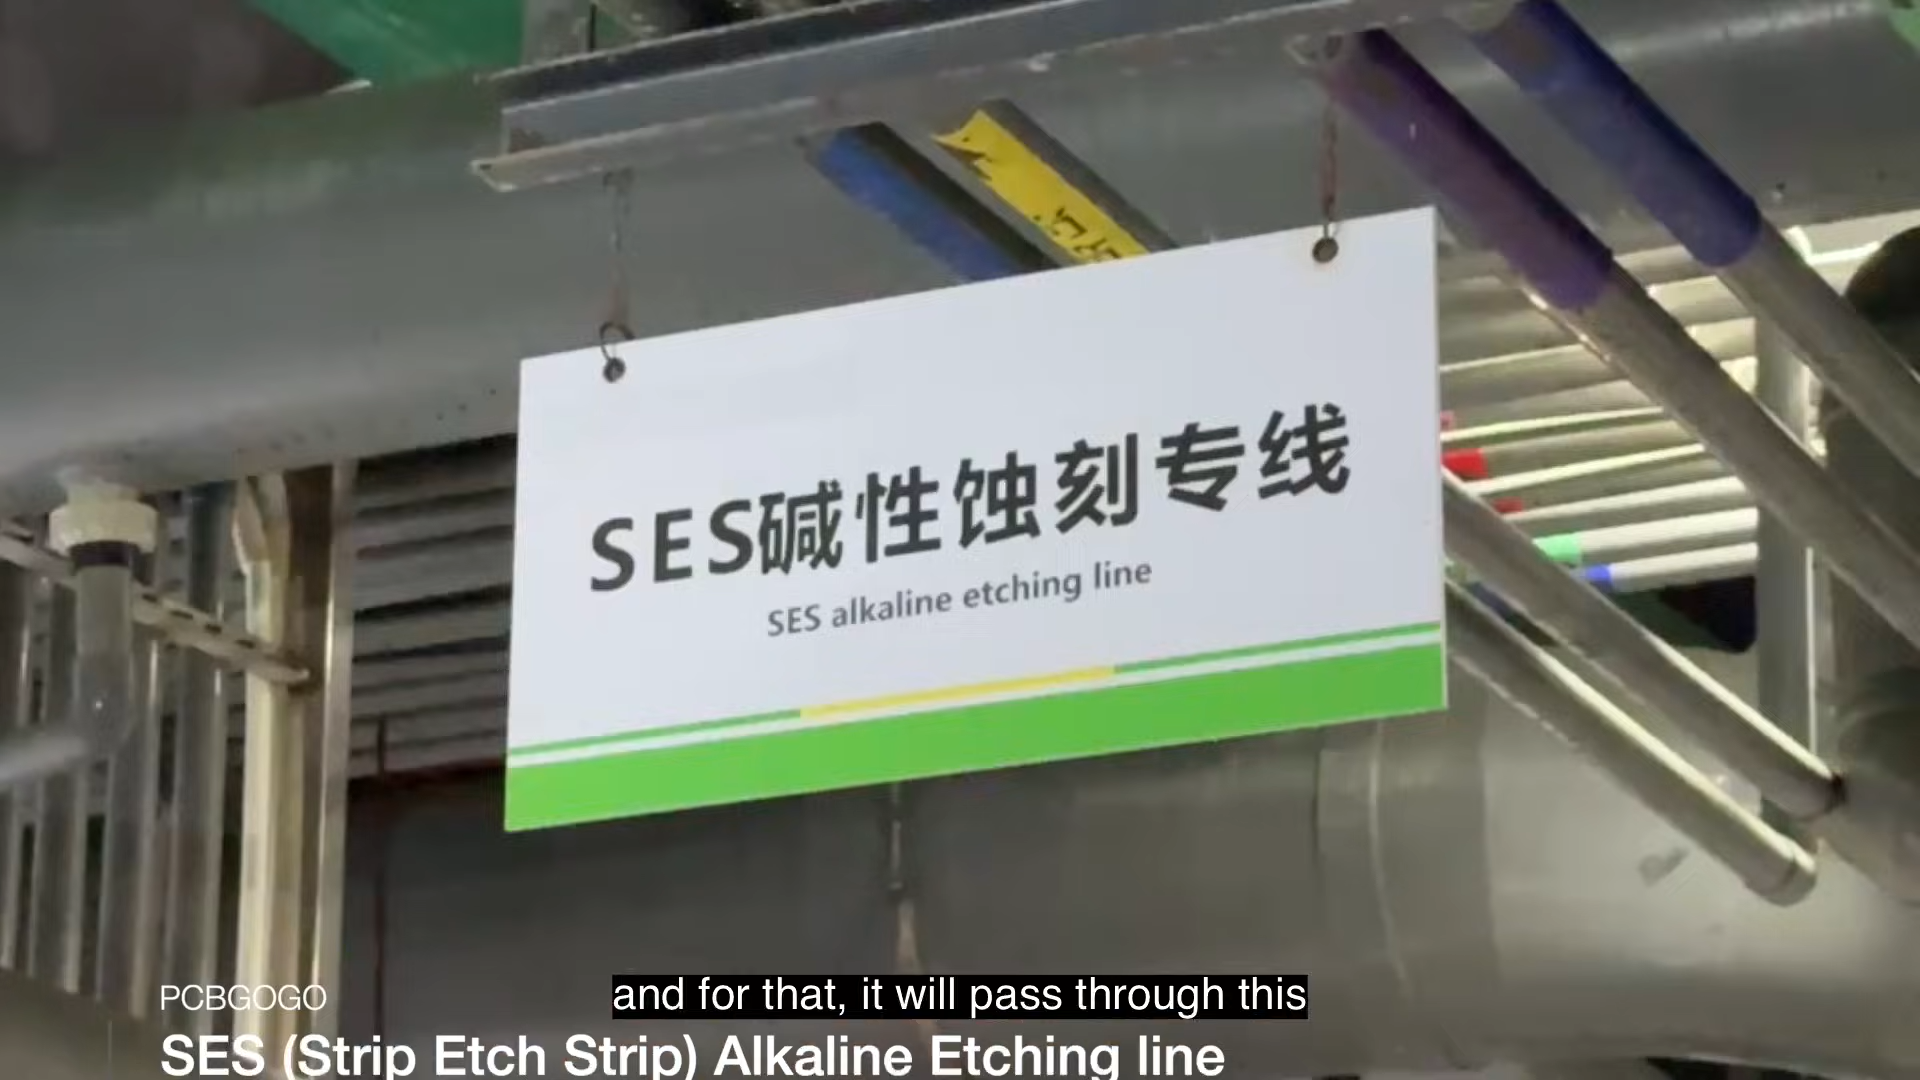 SES碱性蚀刻专线
SES alkaline etching line
and for that, it will pass through this
PCBGOGO
SES (Strip Etch Strip) Alkaline Etching line